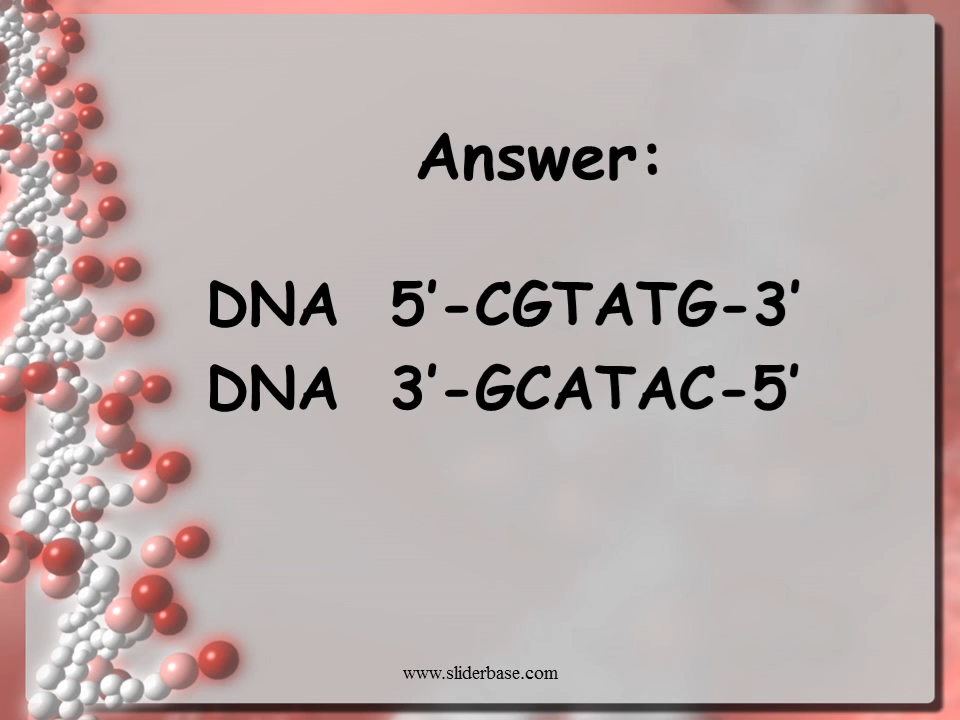 Answer:
DNA 5’-CGTATG-3’
DNA 3’-GCATAC-5’
www.sliderbase.com